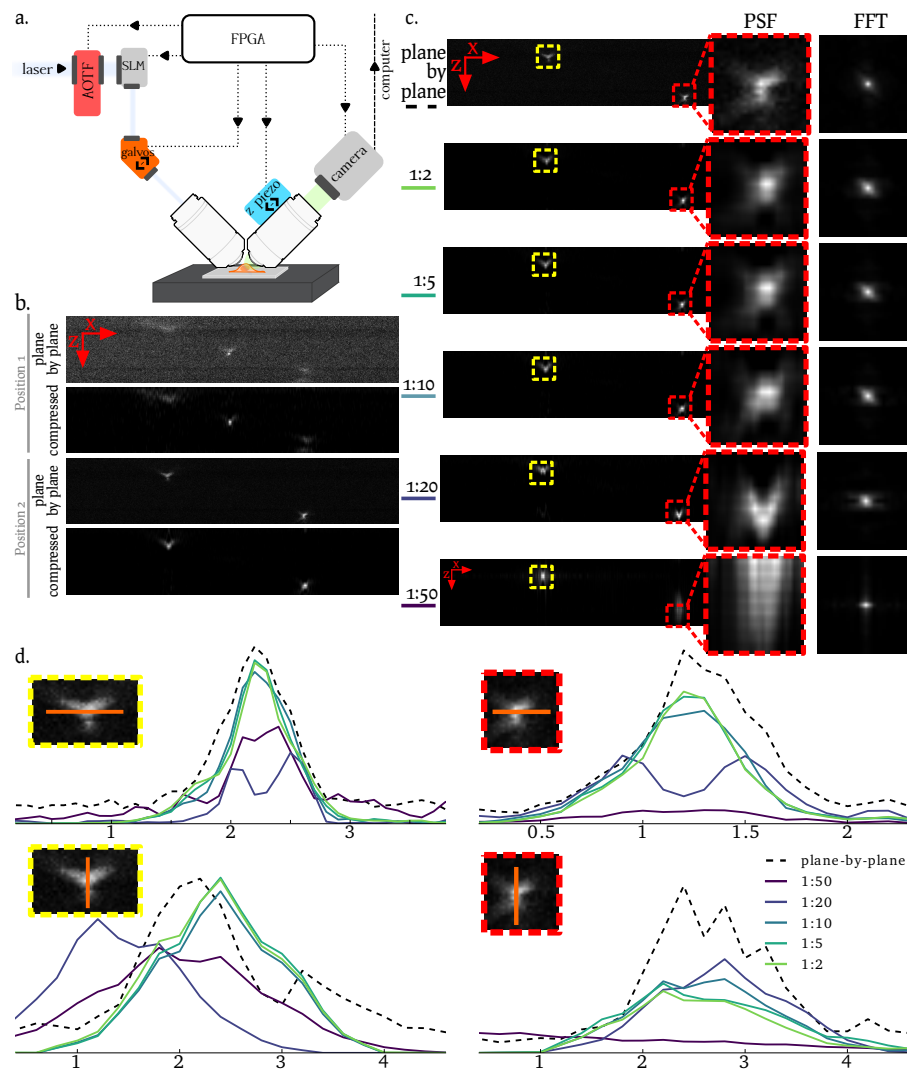 a.
FPGA
laser
AOTF
SLM
galvos
z piezo
camera
computer
b.
Position 1
plane
by plane
compressed
Position 2
plane
by plane
compressed
x
z
c.
PSF
FFT
plane
by
plane
x
z
1:2
1:5
1:10
1:20
1:50
x
z
d.
1 2 3
0.5 1 1.5 2
1 2 3 4
1 2 3 4
plane-by-plane
1:50
1:20
1:10
1:5
1:2